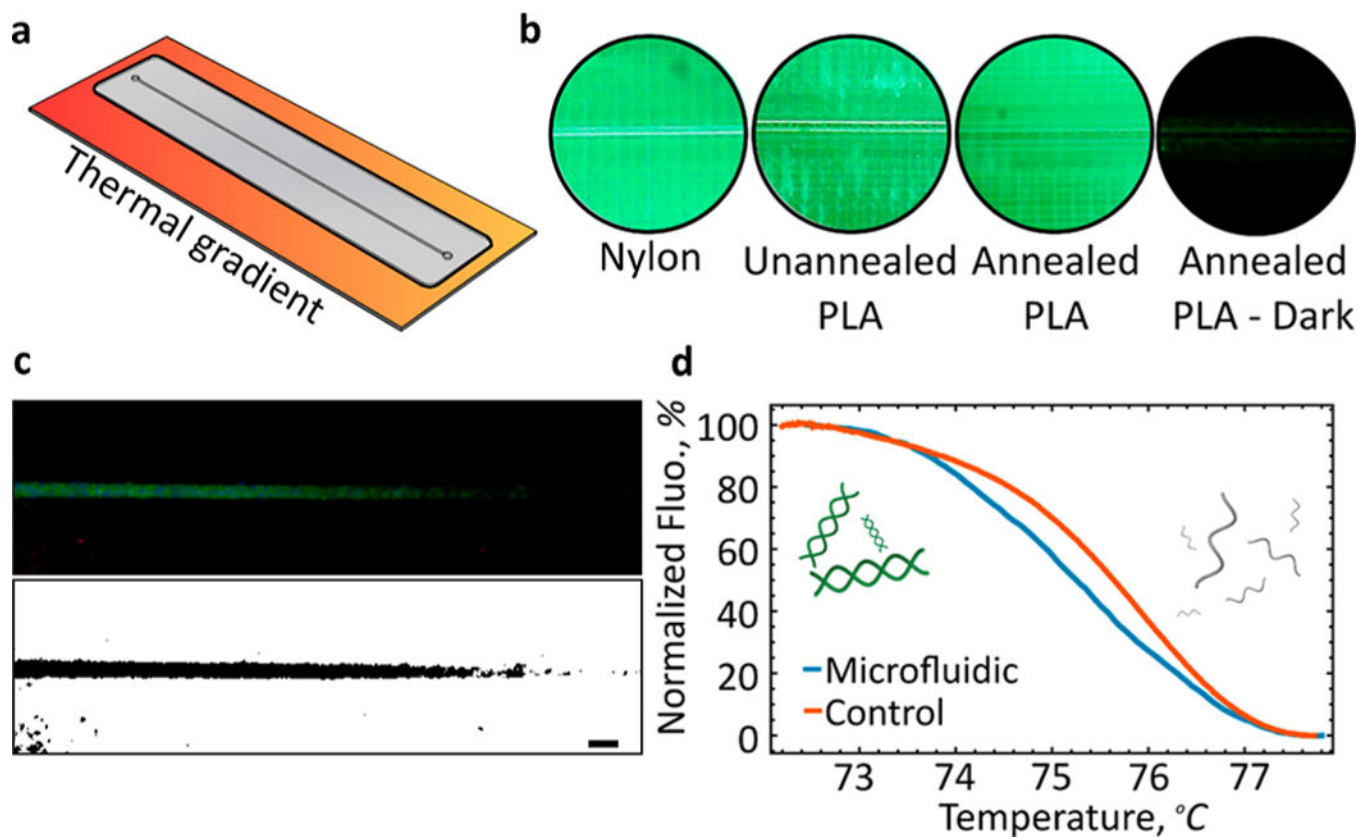 a
Thermal gradient
b
Nylon
Unannealed
PLA
Annealed
PLA
Annealed
PLA - Dark
c
d
Normalized Fluo., %
100
80
60
40
20
0
Microfluidic
Control
73 74 75 76 77
Temperature, °C